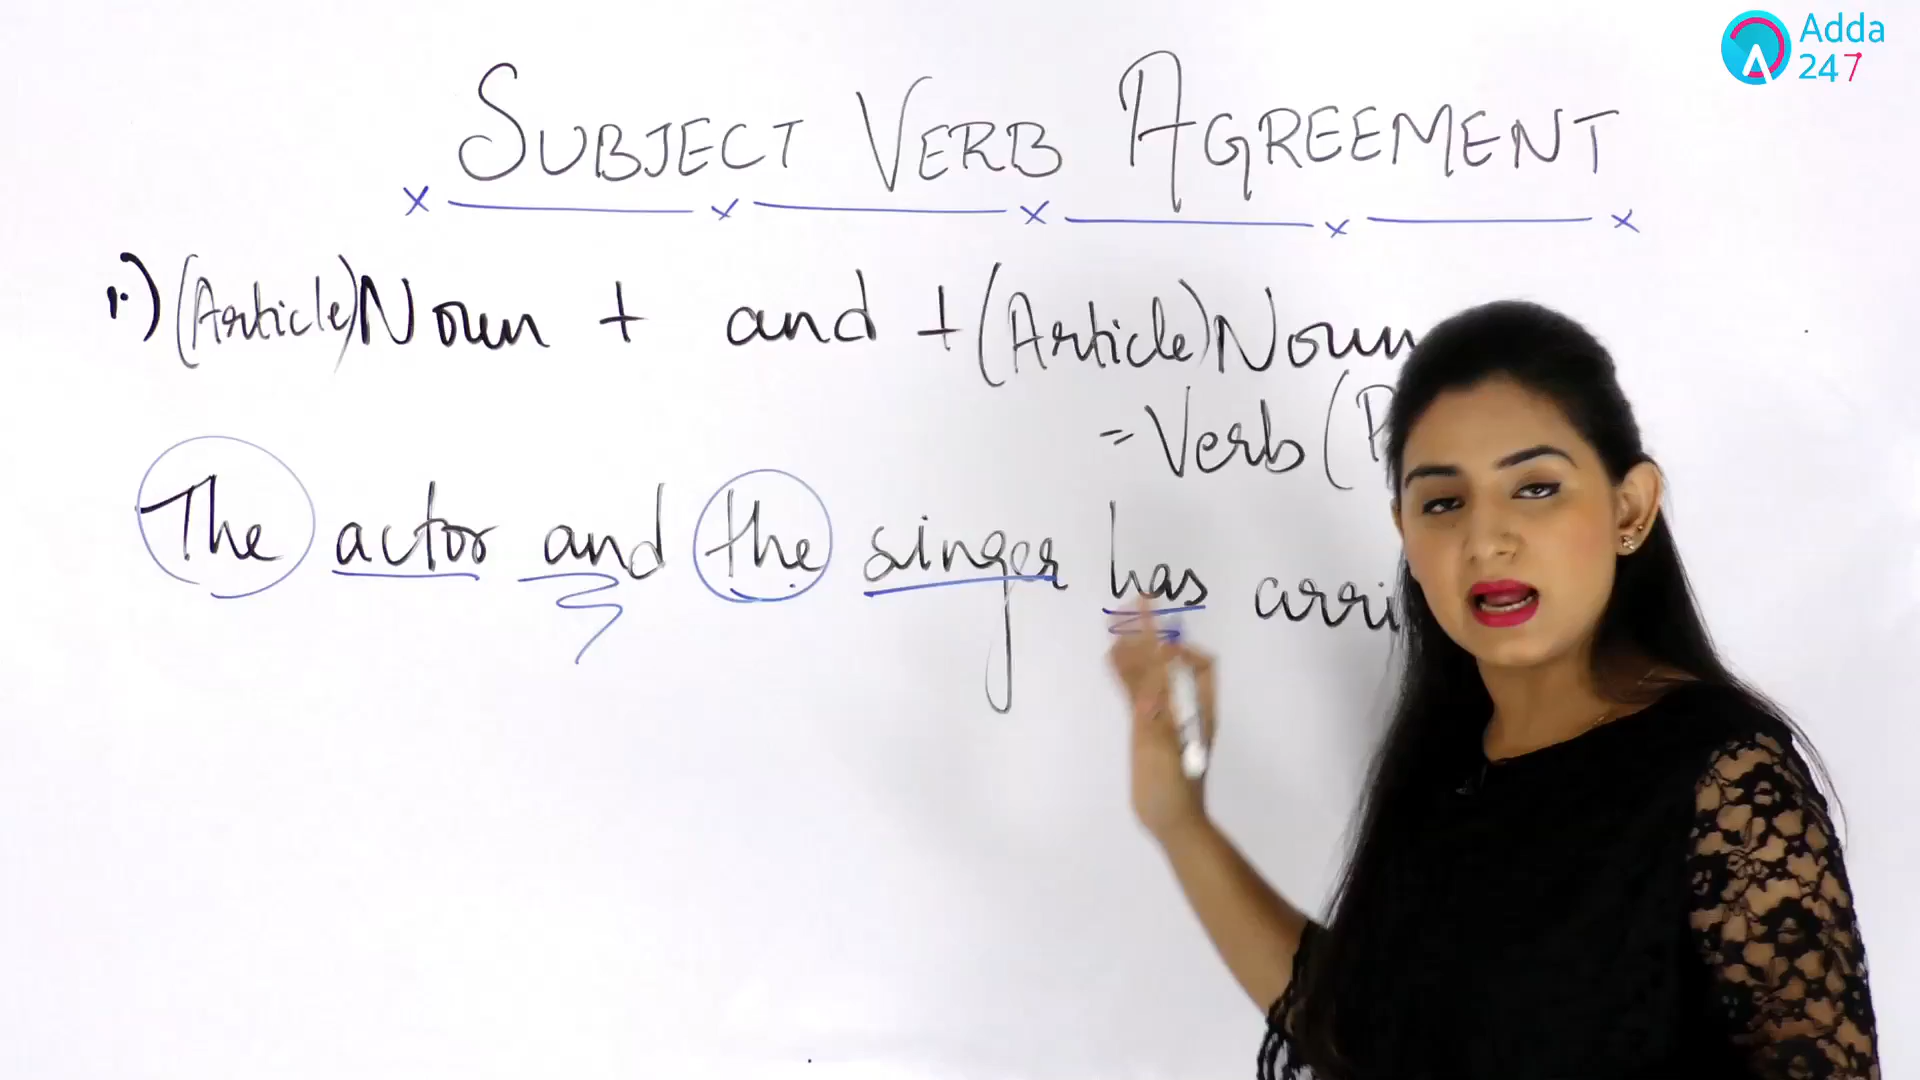 Adda
247
SUBJECT VERB AGREEMENT
1.) (Article) Noun + and + (Article) Noun
= Verb (
The actor and the singer has